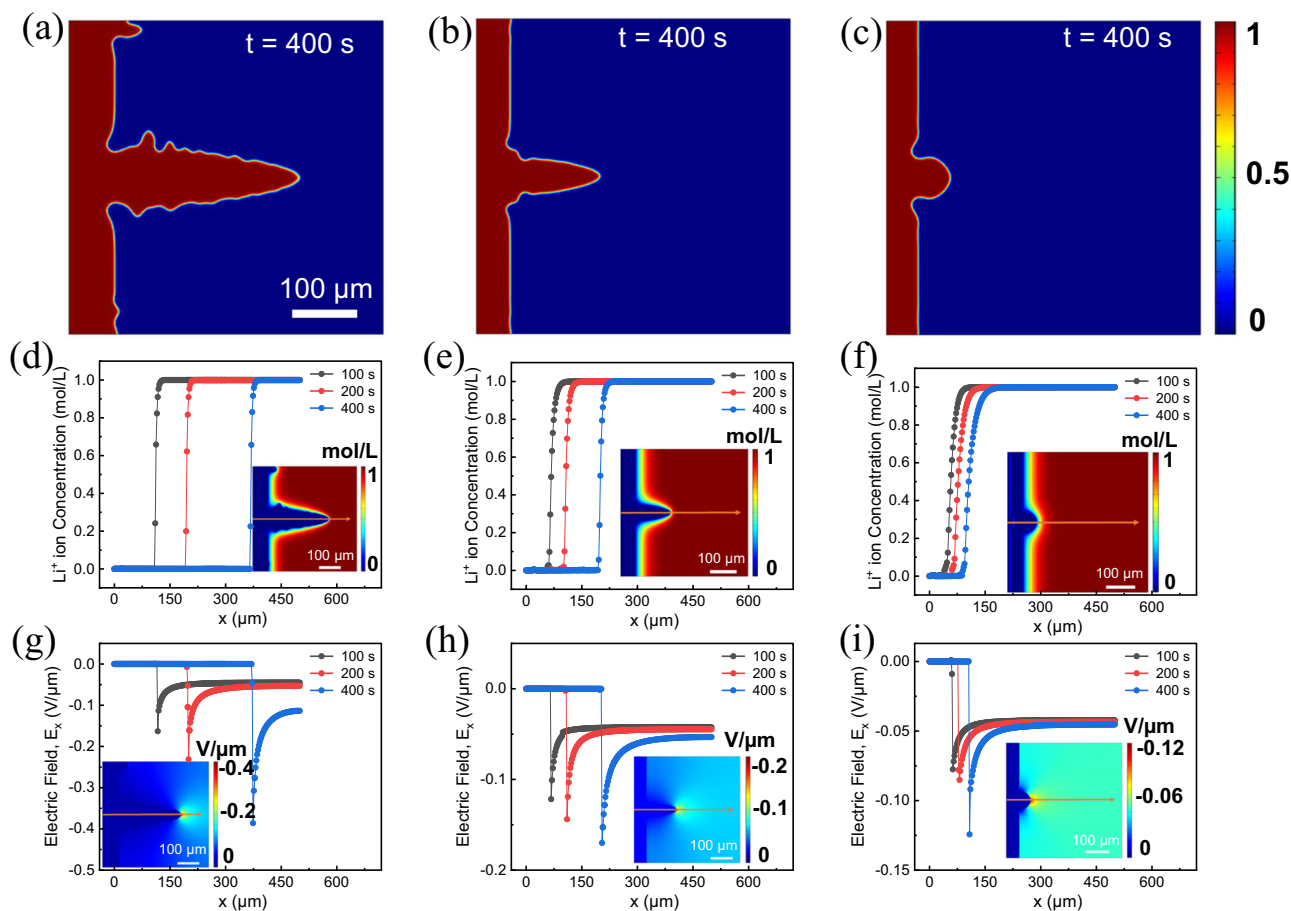 (a)
t = 400 s
100 μm
(b)
t = 400 s
(c)
t = 400 s
1
0.5
0
(d)
Li⁺ ion Concentration (mol/L)
1.0
0.8
0.6
0.4
0.2
0.0
100 s
200 s
400 s
mol/L
1
0
100 μm
0 150 300 450 600
x (μm)
(e)
Li⁺ ion Concentration (mol/L)
1.0
0.8
0.6
0.4
0.2
0.0
100 s
200 s
400 s
mol/L
1
0
100 μm
0 150 300 450 600
x (μm)
(f)
Li⁺ ion Concentration (mol/L)
1.0
0.8
0.6
0.4
0.2
0.0
100 s
200 s
400 s
mol/L
1
0
100 μm
0 150 300 450 600
x (μm)
(g)
Electric Field, Eₓ (V/μm)
0.0
-0.1
-0.2
-0.3
-0.4
-0.5
100 s
200 s
400 s
V/μm
-0.4
-0.2
0
100 μm
0 150 300 450 600
x (μm)
(h)
Electric Field, Eₓ (V/μm)
0.0
-0.1
-0.2
100 s
200 s
400 s
V/μm
-0.2
-0.1
0
100 μm
0 150 300 450 600
x (μm)
(i)
Electric Field, Eₓ (V/μm)
0.00
-0.05
-0.10
-0.15
100 s
200 s
400 s
V/μm
-0.12
-0.06
0
100 μm
0 150 300 450 600
x (μm)